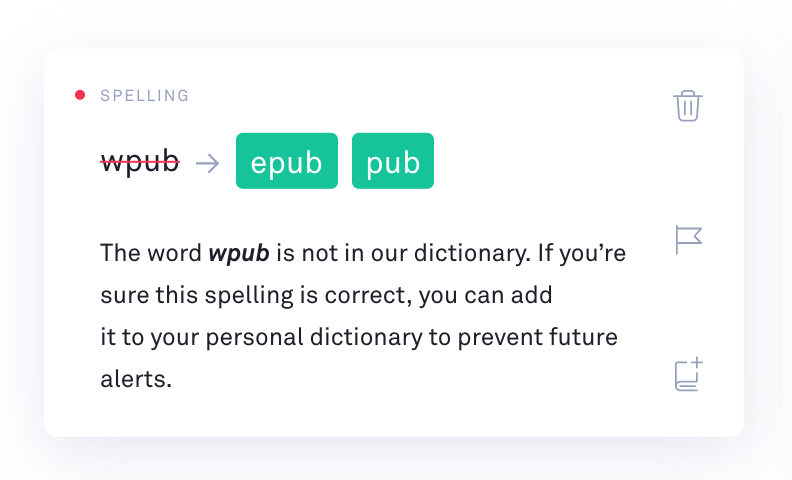 SPELLING
wpub → epub pub
The word wpub is not in our dictionary. If you’re
sure this spelling is correct, you can add
it to your personal dictionary to prevent future
alerts.